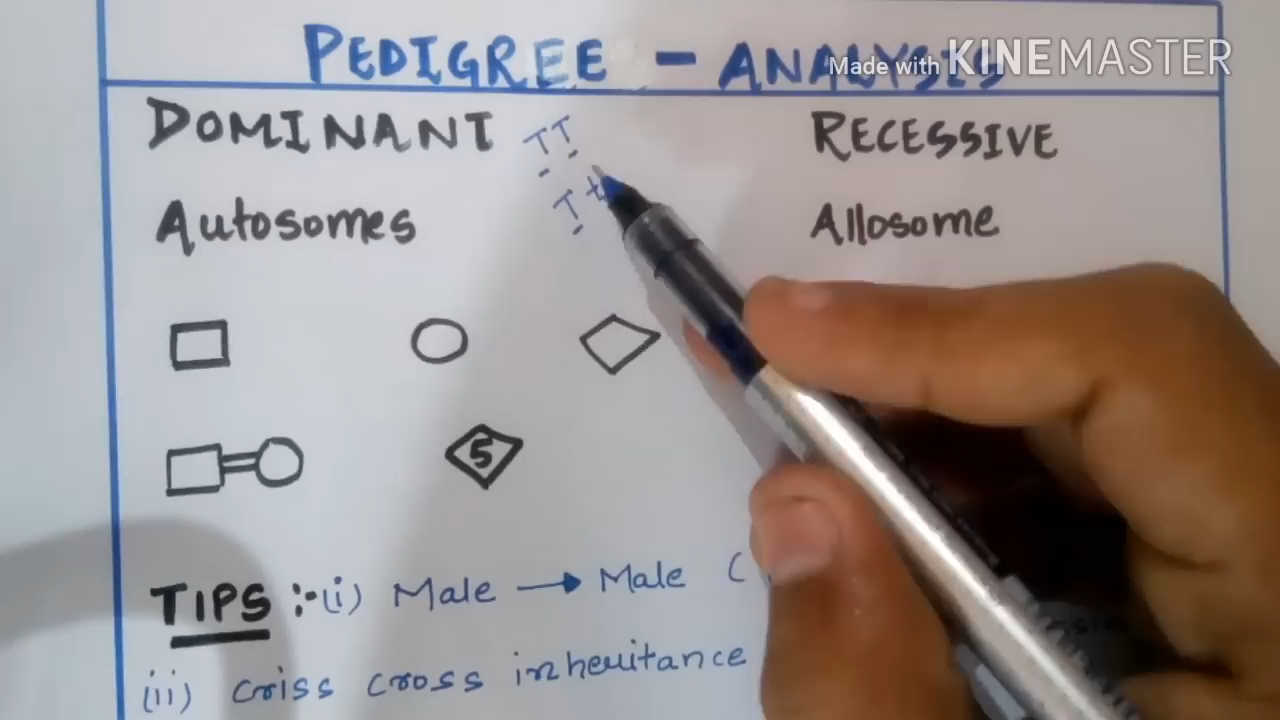 PEDIGREE - ANALYSIS
Made with KINEMASTER
DOMINANT TT RECESSIVE
Tt
Autosomes Allosome
5
TIPS :- (i) Male → Male (
(ii) criss cross inheritance